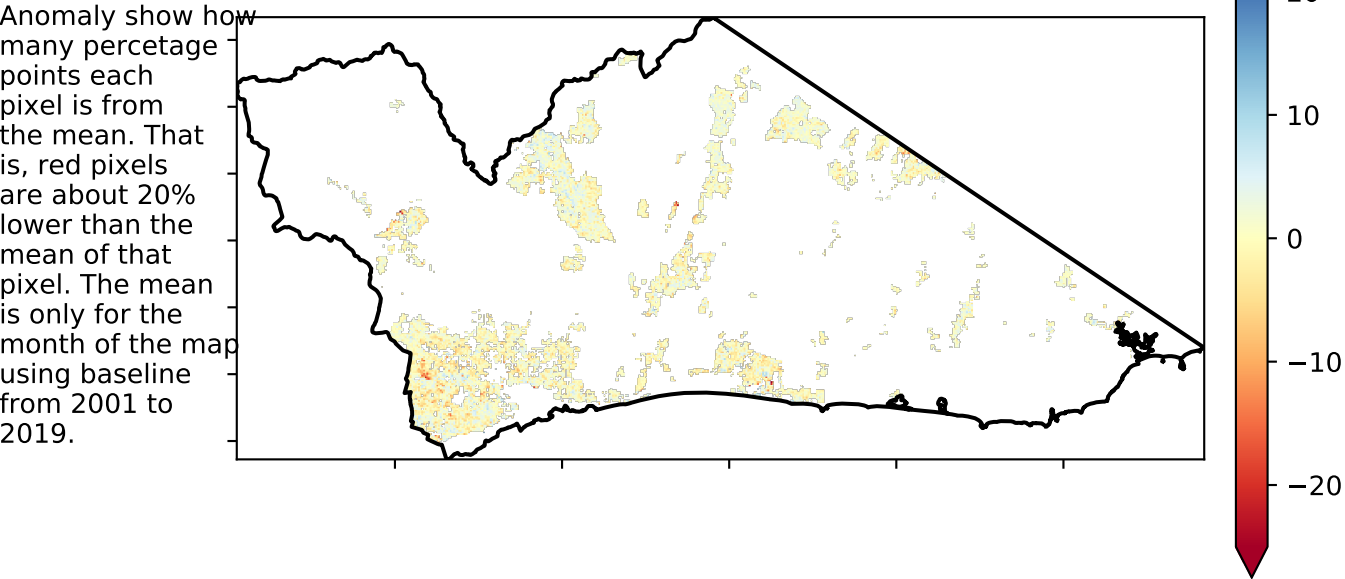 Anomaly show how
many percetage
points each
pixel is from
the mean. That
is, red pixels
are about 20%
lower than the
mean of that
pixel. The mean
is only for the
month of the map
using baseline
from 2001 to
2019.
10
0
−10
−20